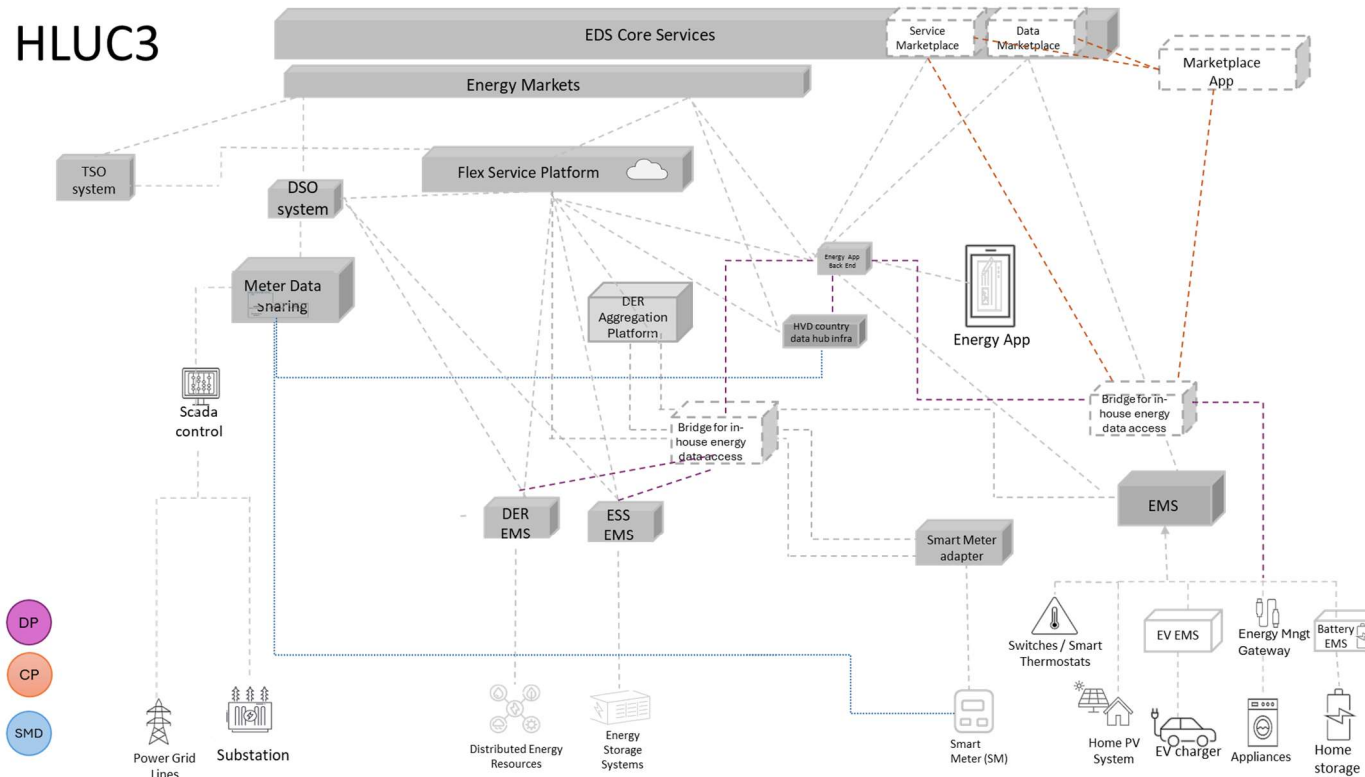 HLUC3
EDS Core Services
Service
Marketplace
Data
Marketplace
Marketplace
App
Energy Markets
TSO
system
Flex Service Platform
DSO
system
Energy App
Back End
Meter Data
Sharing
DER
Aggregation
Platform
HVD country
data hub infra
Energy App
Scada
control
Bridge for in-
house energy
data access
Bridge for in-
house energy
data access
DER
EMS
ESS
EMS
EMS
Smart Meter
adapter
DP
CP
SMD
Switches / Smart
Thermostats
EV EMS
Energy Mngt
Gateway
Battery
EMS
Power Grid
Lines
Substation
Distributed Energy
Resources
Energy
Storage
Systems
Smart
Meter (SM)
Home PV
System
EV charger
Appliances
Home
storage